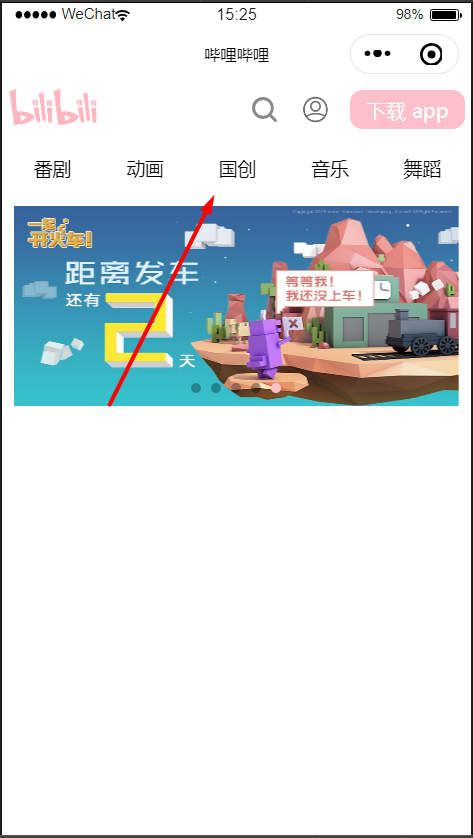 WeChat 15:25 98%
哔哩哔哩
bilibili 下载 app
番剧 动画 国创 音乐 舞蹈
一起
开火车!
距离发车
还有2天
等等我!
我还没上车!